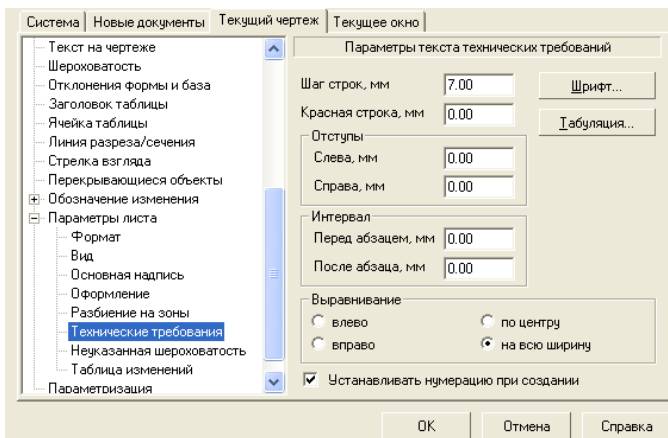 Система Новые документы Текущий чертеж Текущее окно
Текст на чертеже
Шероховатость
Отклонения формы и база
Заголовок таблицы
Ячейка таблицы
Линия разреза/сечения
Стрелка взгляда
Перекрывающиеся объекты
Обозначение изменения
Параметры листа
Формат
Вид
Основная надпись
Оформление
Разбиение на зоны
Технические требования
Неуказанная шероховатость
Таблица изменений
Параметризация
Параметры текста технических требований
Шаг строк, мм 7.00 Шрифт...
Красная строка, мм 0.00 Табуляция...
Отступы
Слева, мм 0.00
Справа, мм 0.00
Интервал
Перед абзацем, мм 0.00
После абзаца, мм 0.00
Выравнивание
влево по центру
вправо на всю ширину
Устанавливать нумерацию при создании
OK Отмена Справка